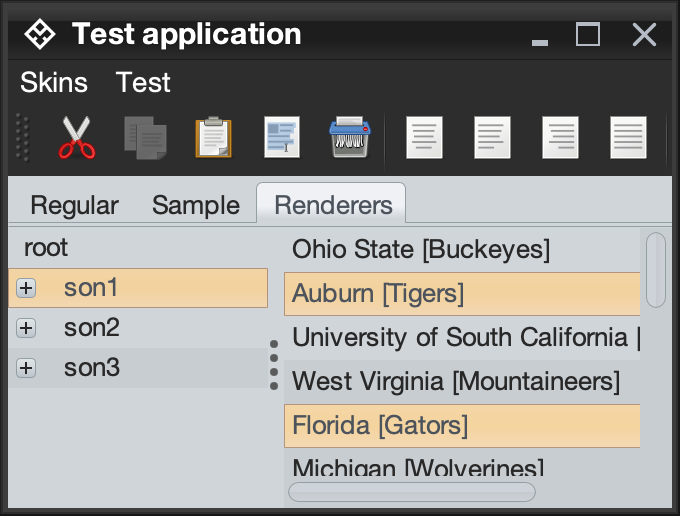 Test application
Skins Test
Regular Sample Renderers
root
son1
son2
son3
Ohio State [Buckeyes]
Auburn [Tigers]
University of South California [
West Virginia [Mountaineers]
Florida [Gators]
Michigan [Wolverines]